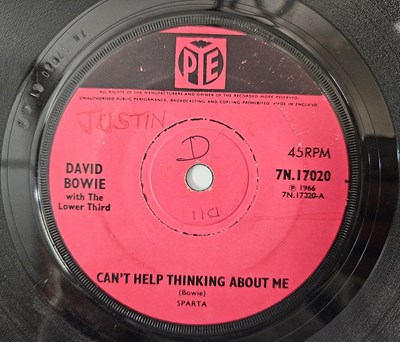 PYE
ALL RIGHTS OF THE MANUFACTURERS AND OWNER OF THE RECORDED WORK RESERVED.
UNAUTHORISED PUBLIC PERFORMANCE, BROADCASTING AND COPYING PROHIBITED MADE IN ENGLAND
JUSTIN
D
45RPM
DAVID
BOWIE
with The
Lower Third
7N.17020
Ⓟ 1966
7N.17020-A
CAN'T HELP THINKING ABOUT ME
(Bowie)
SPARTA